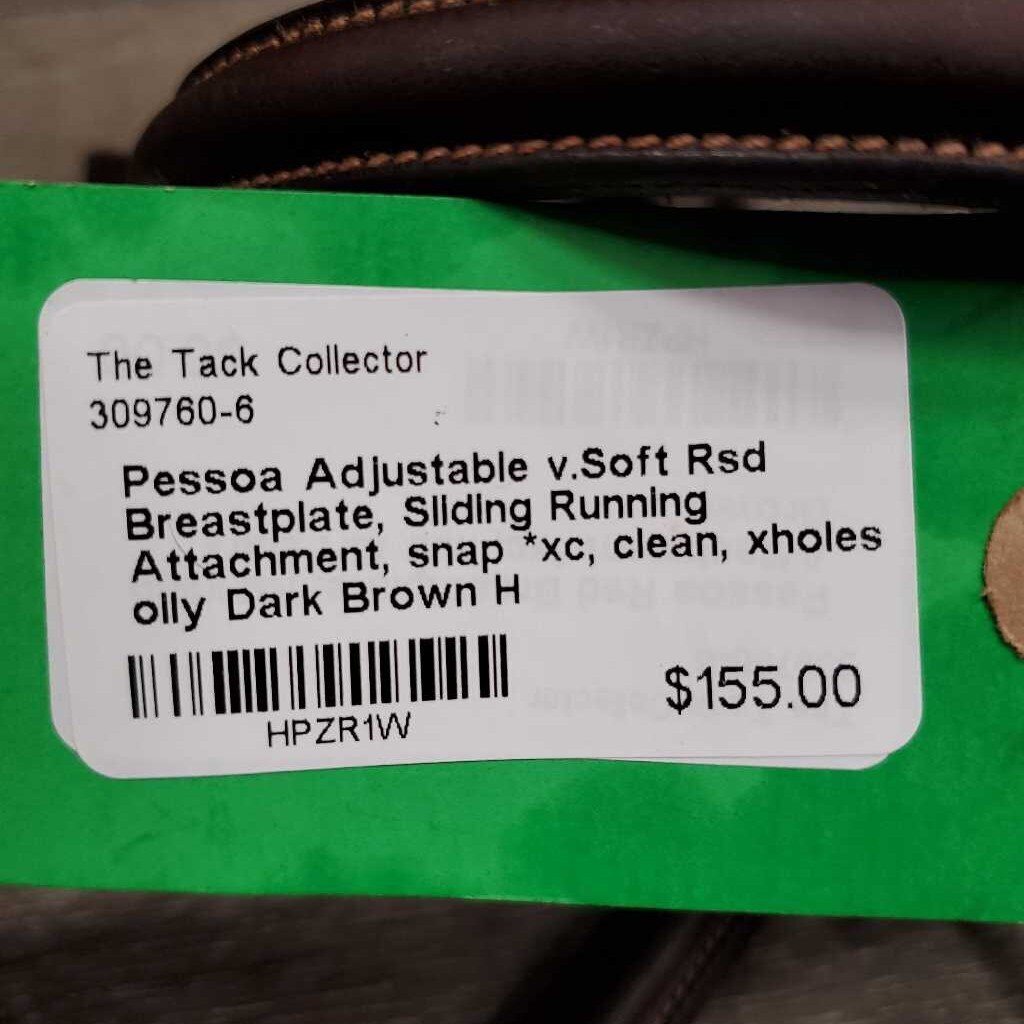 The Tack Collector
309760-6
Pessoa Adjustable v.Soft Rsd
Breastplate, Sliding Running
Attachment, snap *xc, clean, xholes
olly Dark Brown H
HPZR1W
$155.00